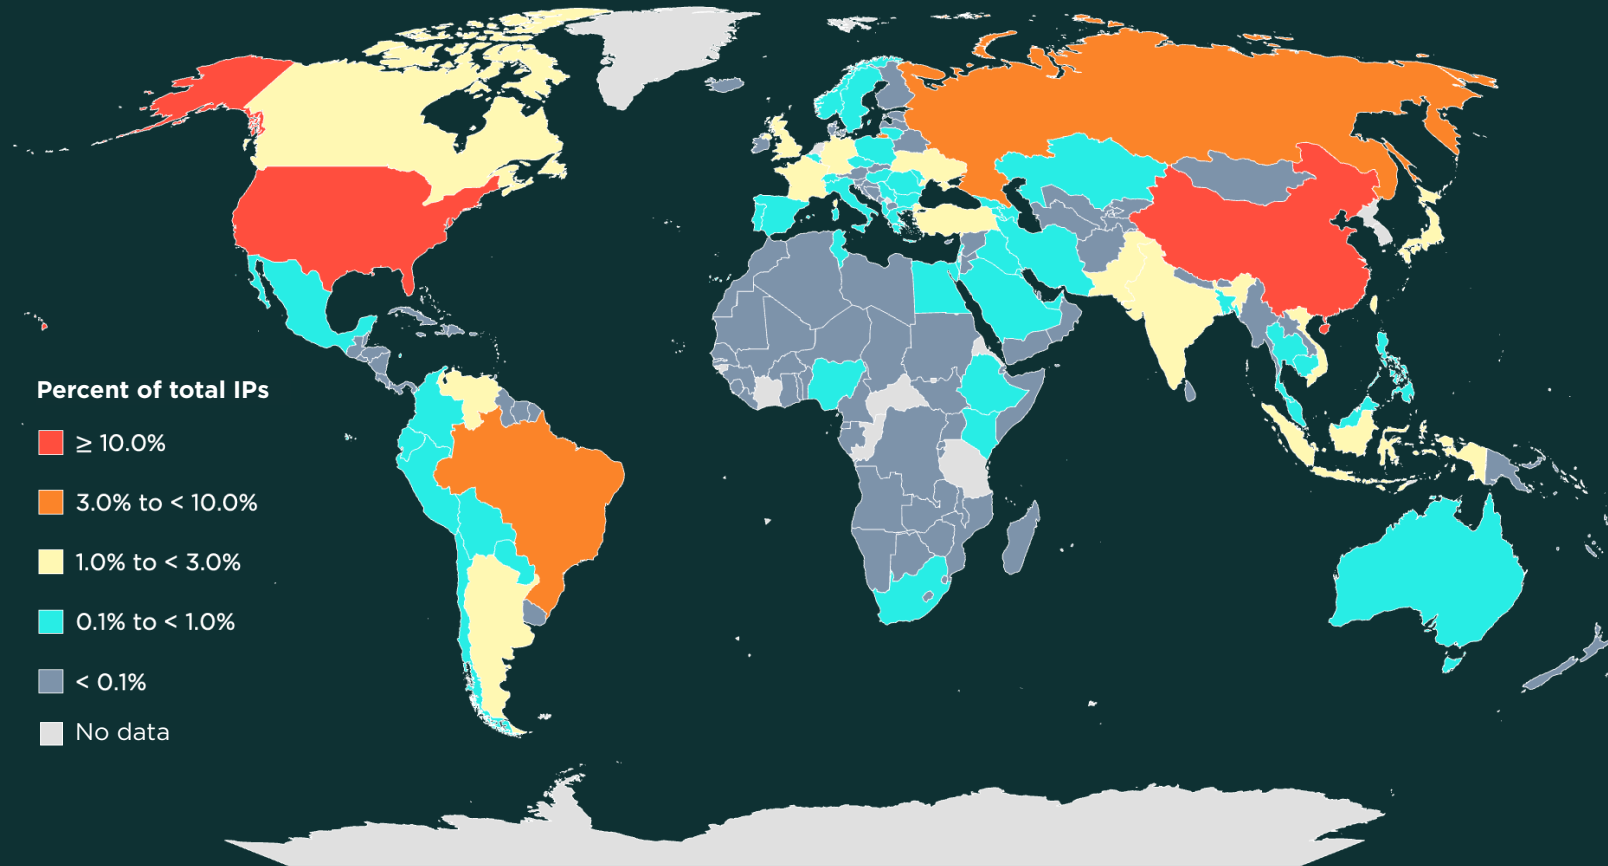 Percent of total IPs
≥ 10.0%
3.0% to < 10.0%
1.0% to < 3.0%
0.1% to < 1.0%
< 0.1%
No data